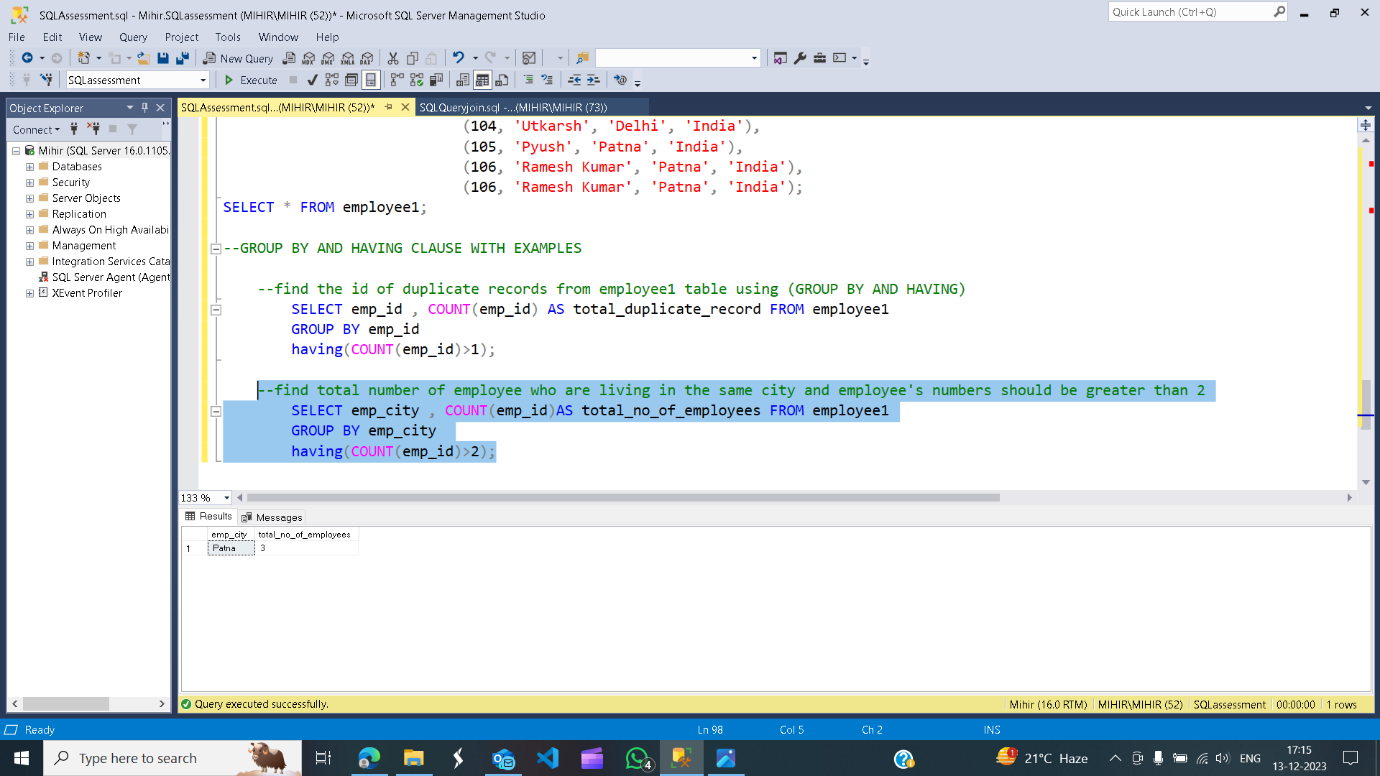 SQLAssessment.sql - Mihir.SQLassessment (MIHIR\MIHIR (52))* - Microsoft SQL Server Management Studio
Quick Launch (Ctrl+Q)
File Edit View Query Project Tools Window Help
New Query
SQLassessment Execute
Object Explorer
SQLAssessment.sql...(MIHIR\MIHIR (52))* SQLQueryjoin.sql -...(MIHIR\MIHIR (73))
Connect
Mihir (SQL Server 16.0.1105.
Databases
Security
Server Objects
Replication
Always On High Availabi
Management
Integration Services Cata
SQL Server Agent (Agent
XEvent Profiler
(104, 'Utkarsh', 'Delhi', 'India'),
(105, 'Pyush', 'Patna', 'India'),
(106, 'Ramesh Kumar', 'Patna', 'India'),
(106, 'Ramesh Kumar', 'Patna', 'India');
SELECT * FROM employee1;
--GROUP BY AND HAVING CLAUSE WITH EXAMPLES
--find the id of duplicate records from employee1 table using (GROUP BY AND HAVING)
SELECT emp_id , COUNT(emp_id) AS total_duplicate_record FROM employee1
GROUP BY emp_id
having(COUNT(emp_id)>1);
--find total number of employee who are living in the same city and employee's numbers should be greater than 2
SELECT emp_city , COUNT(emp_id)AS total_no_of_employees FROM employee1
GROUP BY emp_city
having(COUNT(emp_id)>2);
133 %
Results Messages
emp_city total_no_of_employees
1 Patna 3
Query executed successfully. Mihir (16.0 RTM) MIHIR\MIHIR (52) SQLassessment 00:00:00 1 rows
Ready Ln 98 Col 5 Ch 2 INS
Type here to search
4
1 21°C Haze ENG
17:15
13-12-2023